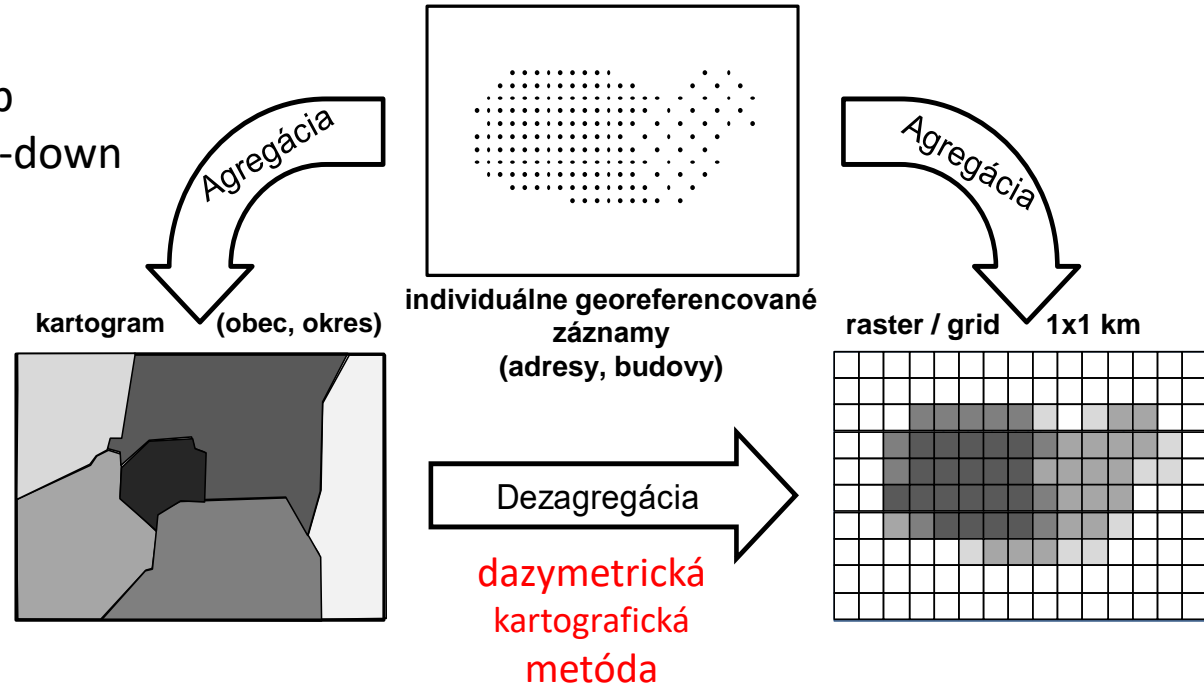 -down
Agregácia
Agregácia
individuálne georeferencované
záznamy
(adresy, budovy)
kartogram (obec, okres)
raster / grid 1x1 km
Dezagregácia
dazymetrická
kartografická
metóda